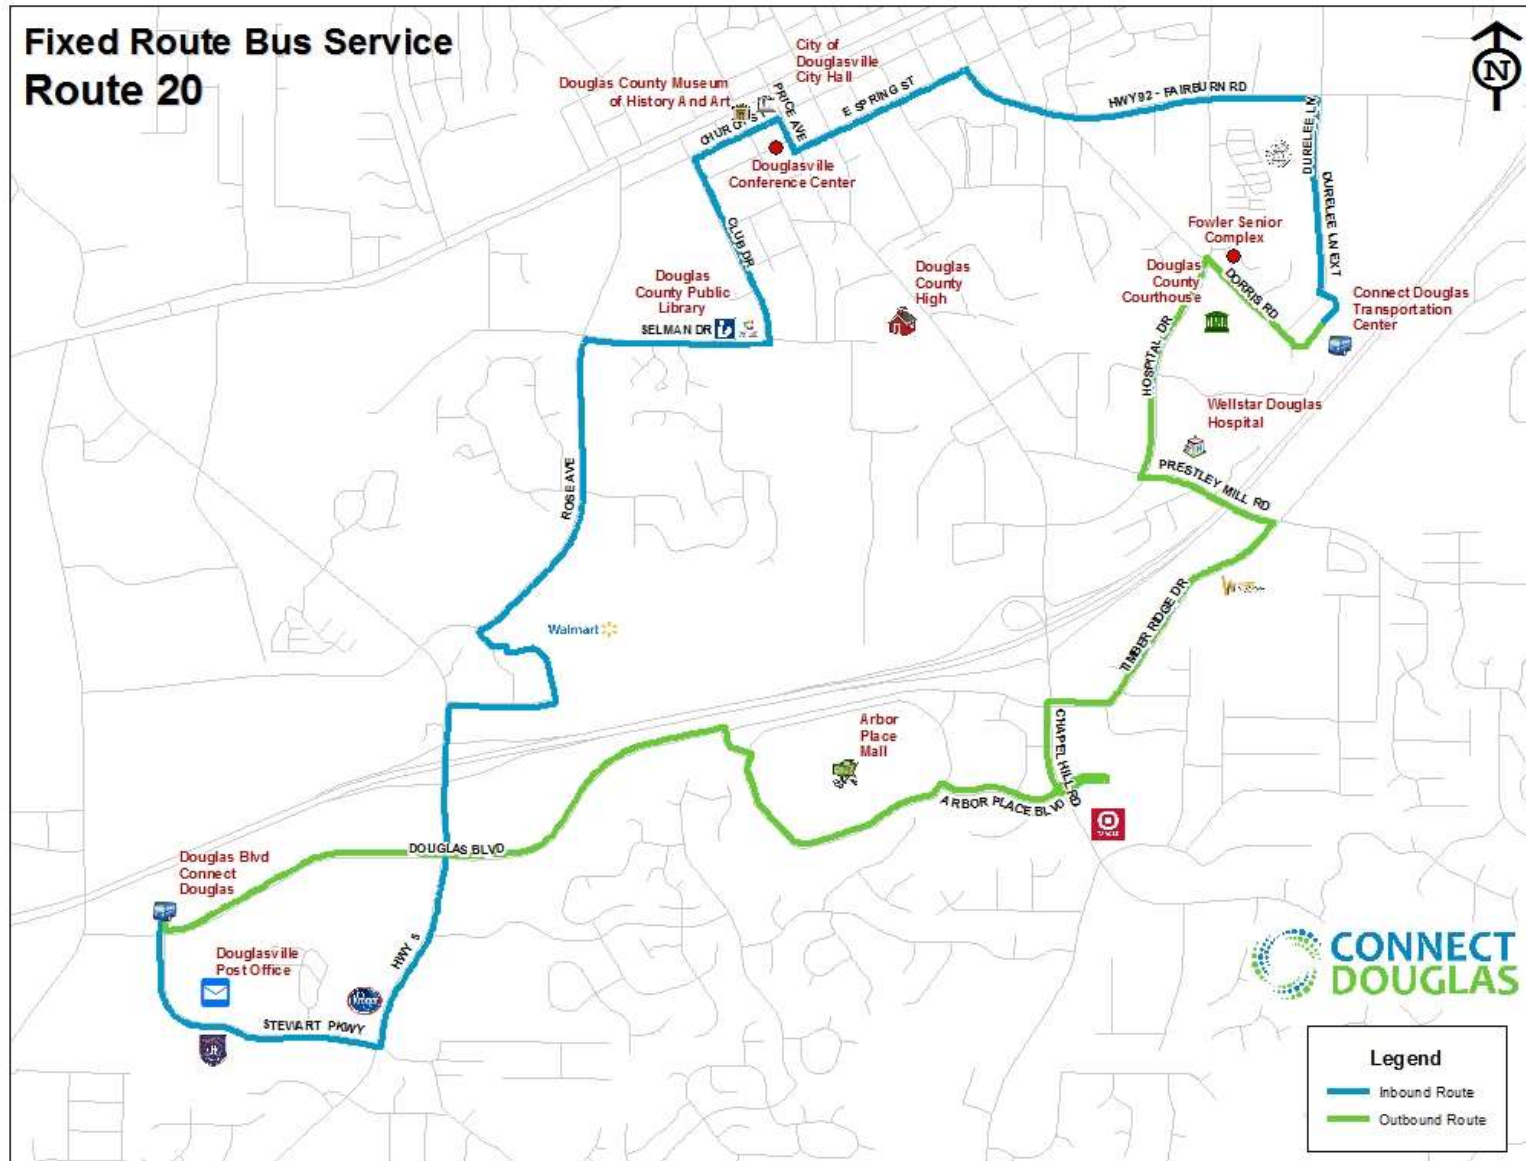 Fixed Route Bus Service
Route 20
City of
Douglasville
City Hall
Douglas County Museum
of History And Art
PRICE AVE
E SPRING ST
HWY 92 - FAIRBURN RD
N
Douglasville
Conference Center
CLUB DR
DURELEE LN
DURELEE LN EXT
Fowler Senior
Complex
Douglas
County Public
Library
SELMAN DR
Douglas
County
High
Douglas
County
Courthouse
DORRIS RD
Connect Douglas
Transportation
Center
HOSPITAL DR
Wellstar Douglas
Hospital
PRESTLEY MILL RD
ROSE AVE
Walmart
TIMBER RIDGE DR
Arbor
Place
Mall
CHAPEL HILL RD
ARBOR PLACE BLVD
DOUGLAS BLVD
Douglas Blvd
Connect
Douglas
Douglasville
Post Office
HWY 5
Kroger
STEWART PKWY
CONNECT
DOUGLAS
Legend
Inbound Route
Outbound Route